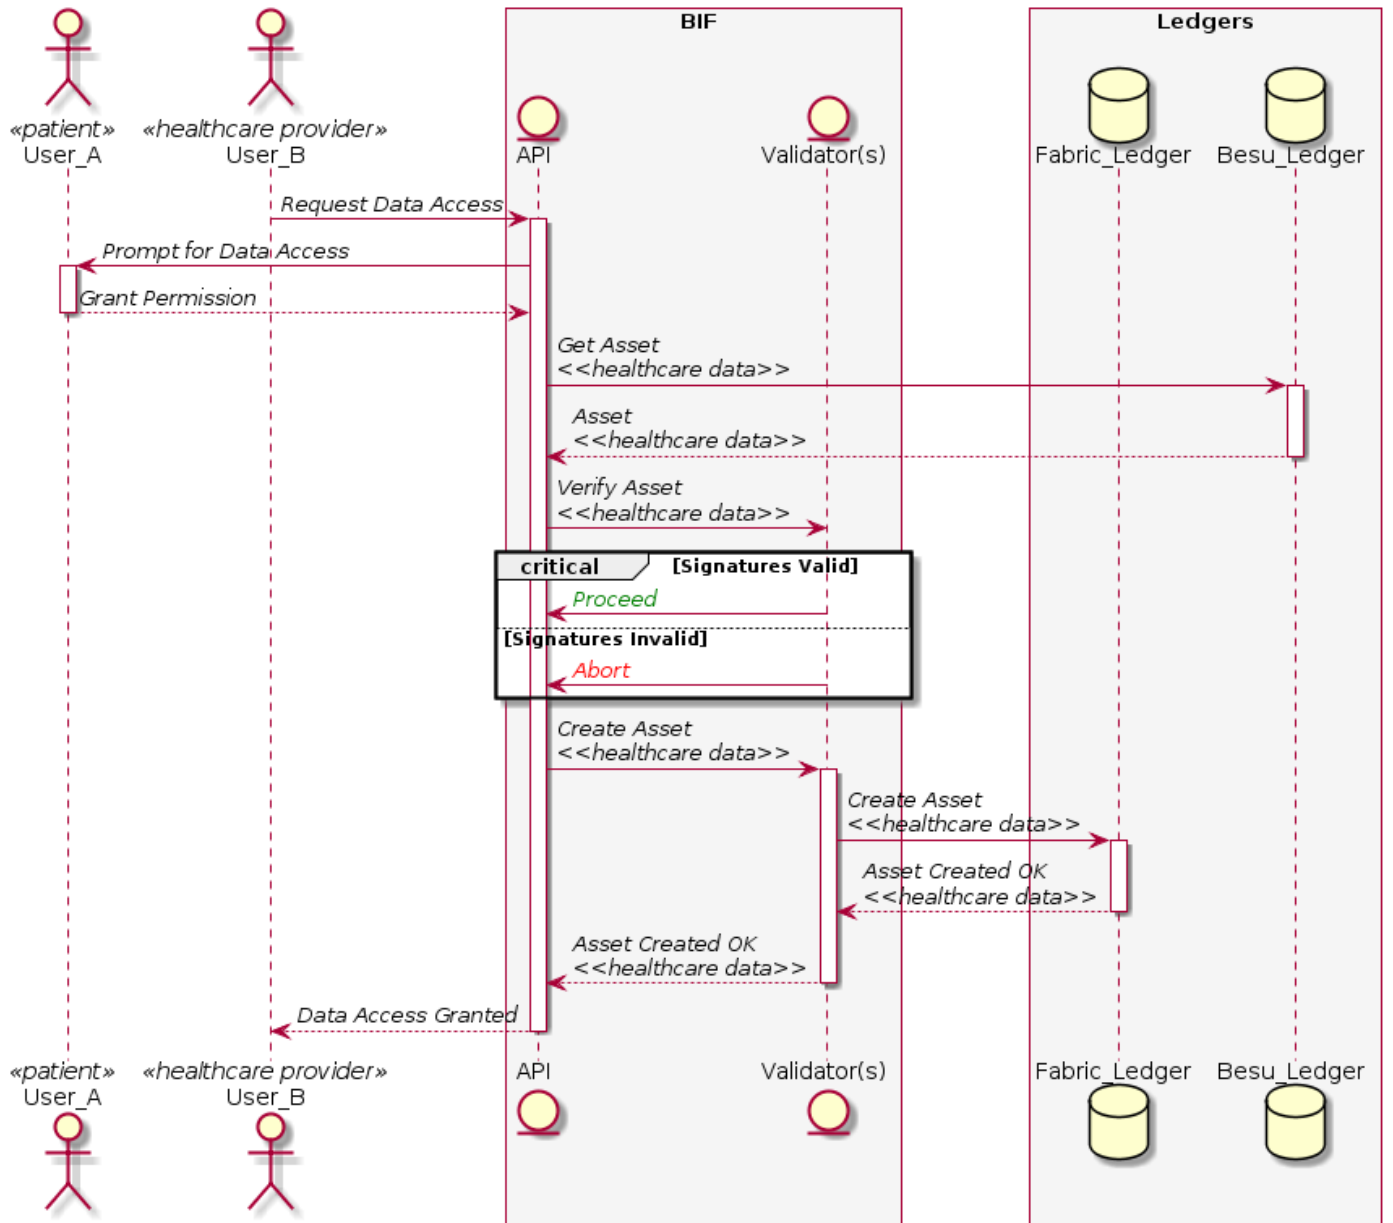 BIF
Ledgers
«patient»
User_A
«healthcare provider»
User_B
API
Validator(s)
Fabric_Ledger
Besu_Ledger
Request Data Access
Prompt for Data Access
Grant Permission
Get Asset
<<healthcare data>>
Asset
<<healthcare data>>
Verify Asset
<<healthcare data>>
critical
[Signatures Valid]
Proceed
[Signatures Invalid]
Abort
Create Asset
<<healthcare data>>
Create Asset
<<healthcare data>>
Asset Created OK
<<healthcare data>>
Asset Created OK
<<healthcare data>>
Data Access Granted
«patient»
User_A
«healthcare provider»
User_B
API
Validator(s)
Fabric_Ledger
Besu_Ledger